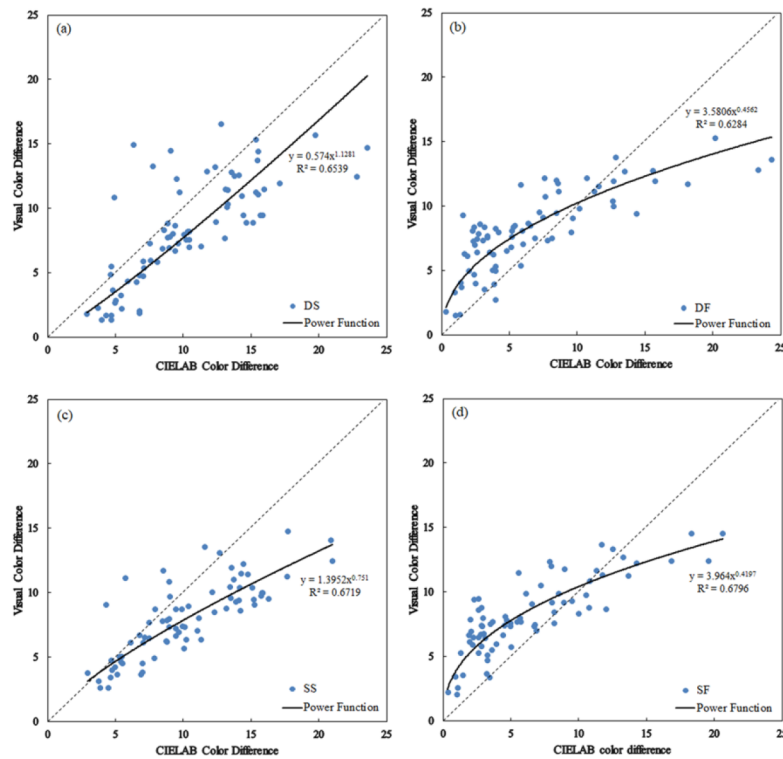 (a)
Visual Color Difference
25
20
15
10
5
0
y = 0.574x^1.1281
R² = 0.6539
DS
Power Function
0 5 10 15 20 25
CIELAB Color Difference
(b)
Visual Color Difference
25
20
15
10
5
0
y = 3.5806x^0.4562
R² = 0.6284
DF
Power Function
0 5 10 15 20 25
CIELAB Color Difference
(c)
Visual Color Difference
25
20
15
10
5
0
y = 1.3952x^0.751
R² = 0.6719
SS
Power Function
0 5 10 15 20 25
CIELAB Color Difference
(d)
Visual Color Difference
25
20
15
10
5
0
y = 3.964x^0.4197
R² = 0.6796
SF
Power Function
0 5 10 15 20 25
CIELAB color difference